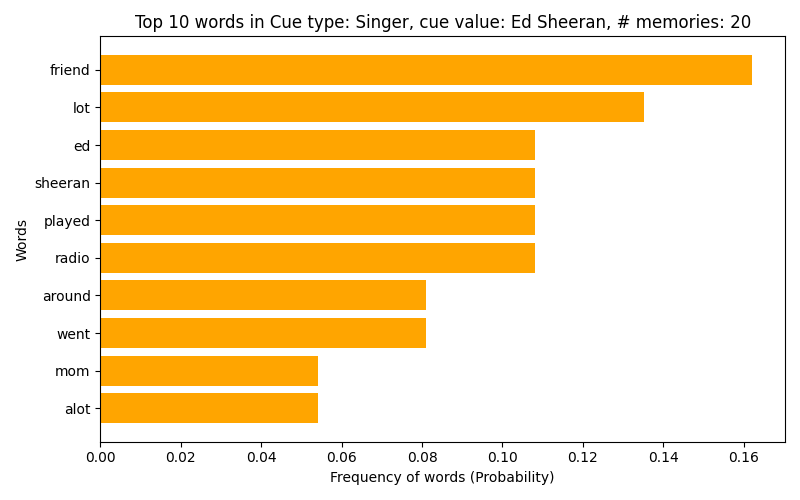 Top 10 words in Cue type: Singer, cue value: Ed Sheeran, # memories: 20
friend
lot
ed
sheeran
played
radio
around
went
mom
alot
Words
0.00 0.02 0.04 0.06 0.08 0.10 0.12 0.14 0.16
Frequency of words (Probability)